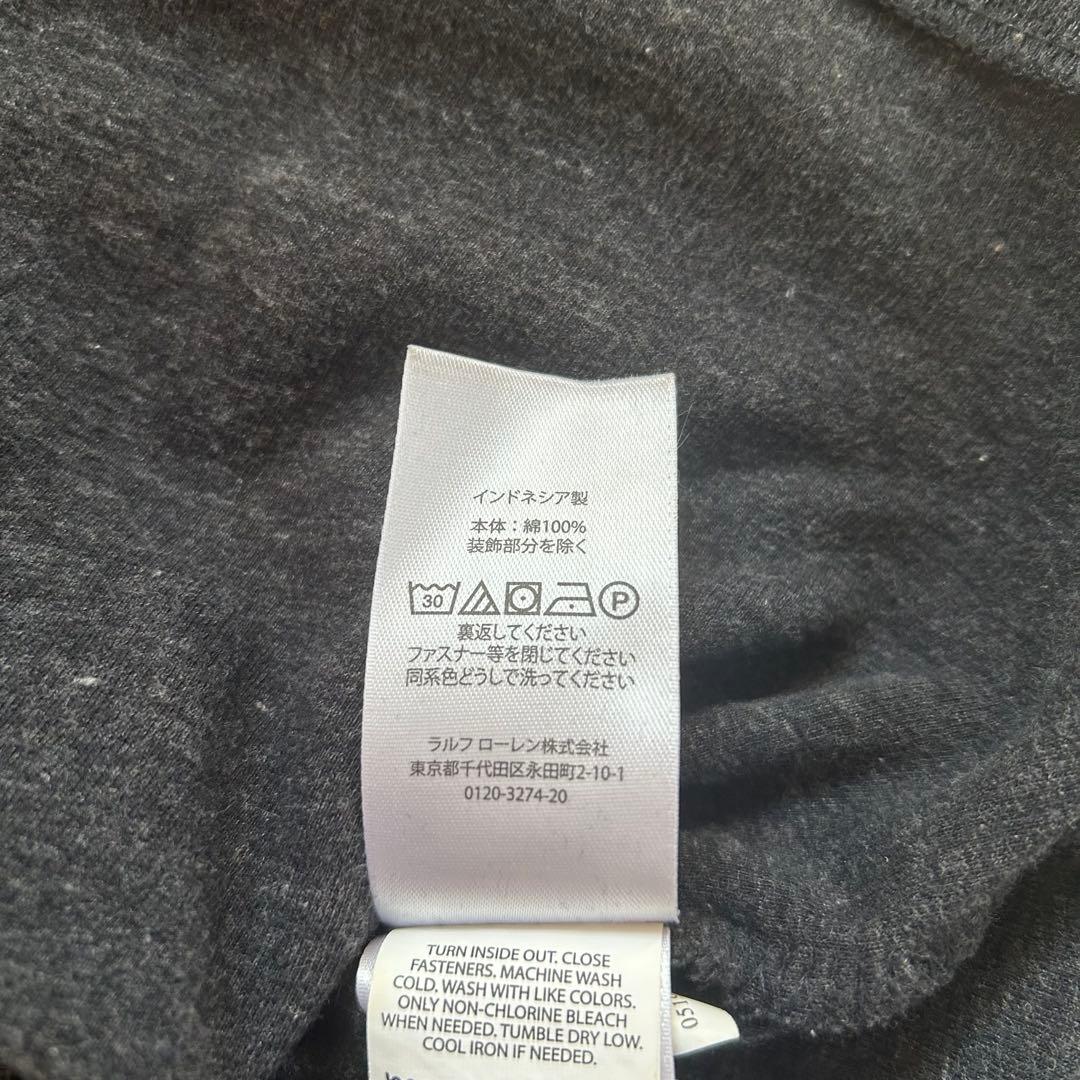 インドネシア製
本体：綿100%
装飾部分を除く
30 P
裏返してください
ファスナー等を閉じてください
同系色どうしで洗ってください
ラルフ ローレン株式会社
東京都千代田区永田町2-10-1
0120-3274-20
TURN INSIDE OUT. CLOSE
FASTENERS. MACHINE WASH
COLD. WASH WITH LIKE COLORS.
ONLY NON-CHLORINE BLEACH
WHEN NEEDED. TUMBLE DRY LOW.
COOL IRON IF NEEDED.